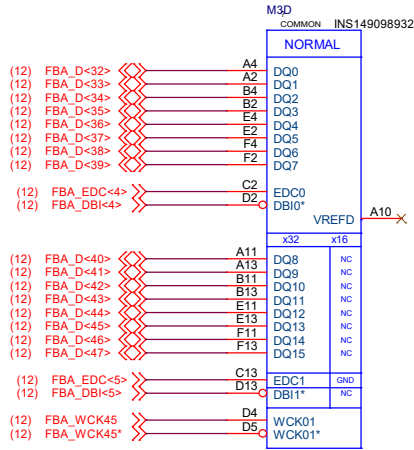 M3D
COMMON INS149098932
NORMAL
(12) FBA_D<32> A4 DQ0
(12) FBA_D<33> A2 DQ1
(12) FBA_D<34> B4 DQ2
(12) FBA_D<35> B2 DQ3
(12) FBA_D<36> E4 DQ4
(12) FBA_D<37> E2 DQ5
(12) FBA_D<38> F4 DQ6
(12) FBA_D<39> F2 DQ7
(12) FBA_EDC<4> C2 EDC0
(12) FBA_DBI<4> D2 DBI0*
VREFD A10
x32 x16
(12) FBA_D<40> A11 DQ8 NC
(12) FBA_D<41> A13 DQ9 NC
(12) FBA_D<42> B11 DQ10 NC
(12) FBA_D<43> B13 DQ11 NC
(12) FBA_D<44> E11 DQ12 NC
(12) FBA_D<45> E13 DQ13 NC
(12) FBA_D<46> F11 DQ14 NC
(12) FBA_D<47> F13 DQ15 NC
(12) FBA_EDC<5> C13 EDC1 GND
(12) FBA_DBI<5> D13 DBI1* NC
(12) FBA_WCK45 D4 WCK01
(12) FBA_WCK45* D5 WCK01*